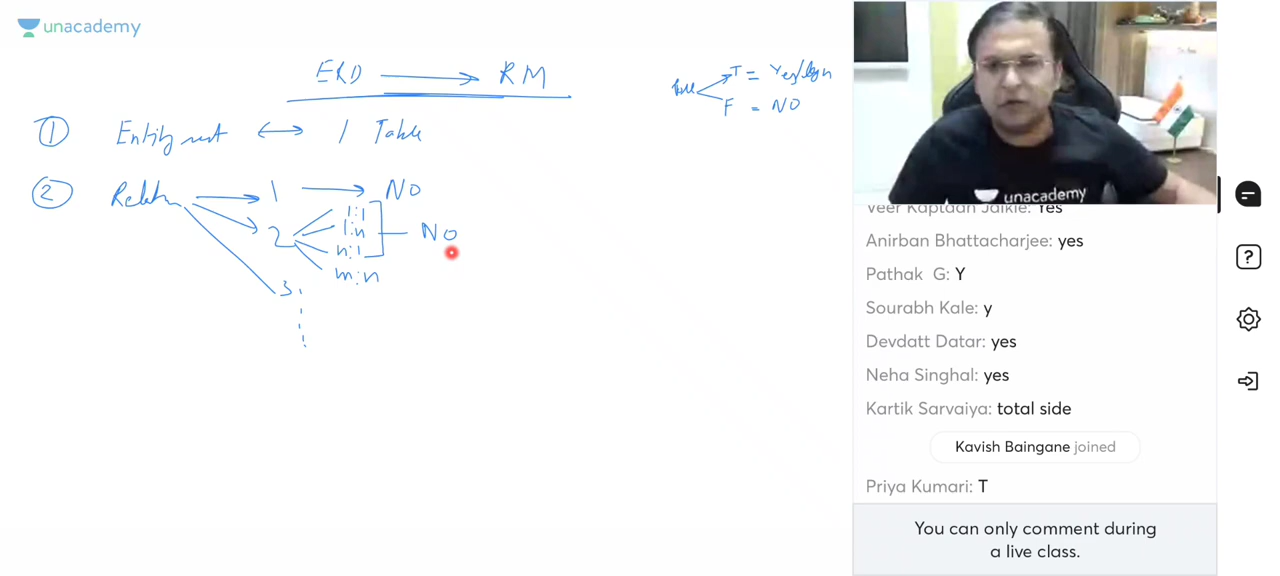 unacademy
ERD → RM
T = Yes
F = NO
① Entity set ↔ 1 Table
② Relation → 1 → NO
2
1:1
1:n
n:1
NO
m:n
3
unacademy
Veer Kaptaan Jaikie: Yes
Anirban Bhattacharjee: yes
Pathak G: Y
Sourabh Kale: y
Devdatt Datar: yes
Neha Singhal: yes
Kartik Sarvaiya: total side
Kavish Baingane joined
Priya Kumari: T
You can only comment during
a live class.
?